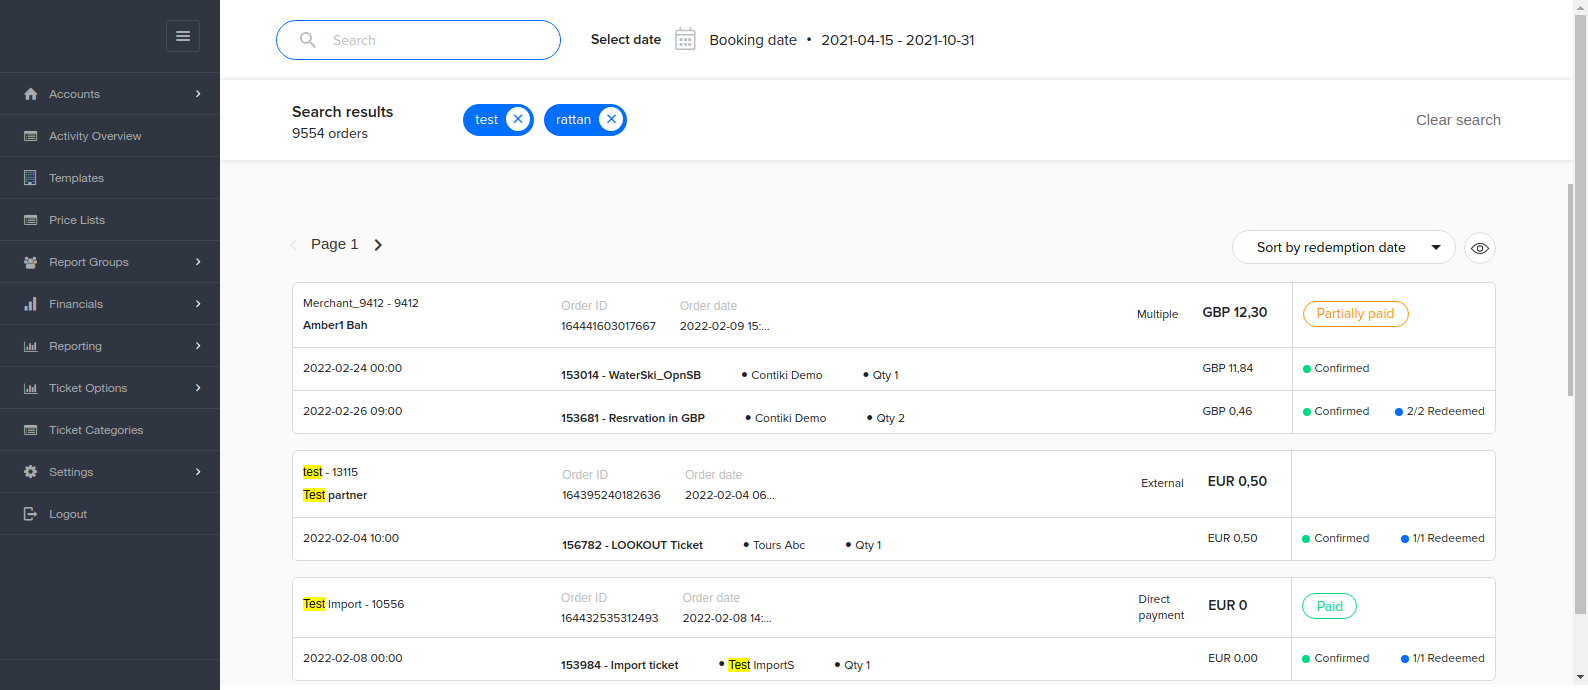 Search
Select date
Booking date • 2021-04-15 - 2021-10-31
Accounts
Activity Overview
Templates
Price Lists
Report Groups
Financials
Reporting
Ticket Options
Ticket Categories
Settings
Logout
Search results
9554 orders
test
rattan
Clear search
Page 1
Sort by redemption date
Merchant_9412 - 9412
Amber1 Bah
Order ID
164441603017667
Order date
2022-02-09 15:...
Multiple
GBP 12,30
Partially paid
2022-02-24 00:00
153014 - WaterSki_OpnSB
• Contiki Demo
• Qty 1
GBP 11,84
Confirmed
2022-02-26 09:00
153681 - Resrvation in GBP
• Contiki Demo
• Qty 2
GBP 0,46
Confirmed
2/2 Redeemed
test - 13115
Test partner
Order ID
164395240182636
Order date
2022-02-04 06...
External
EUR 0,50
2022-02-04 10:00
156782 - LOOKOUT Ticket
• Tours Abc
• Qty 1
EUR 0,50
Confirmed
1/1 Redeemed
Test Import - 10556
Order ID
164432535312493
Order date
2022-02-08 14:...
Direct
payment
EUR 0
Paid
2022-02-08 00:00
153984 - Import ticket
• Test ImportS
• Qty 1
EUR 0,00
Confirmed
1/1 Redeemed